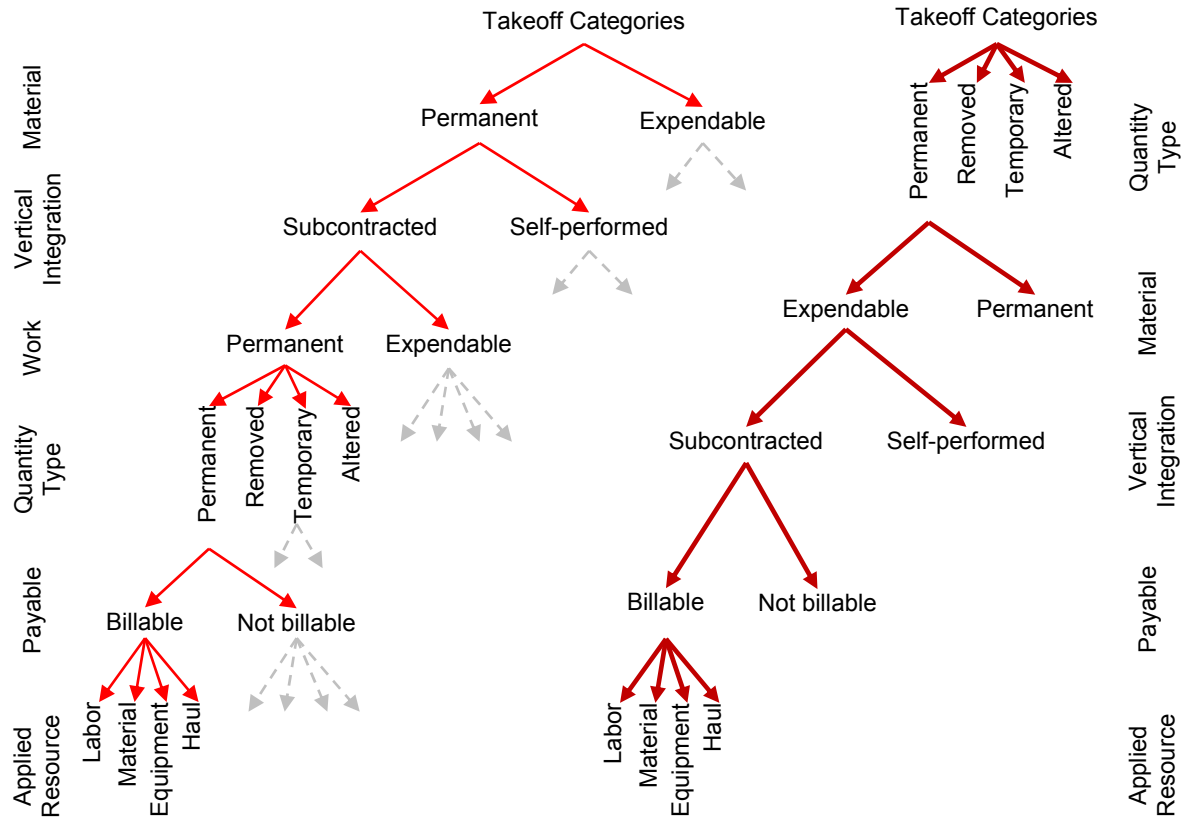 Takeoff Categories
Takeoff Categories
Material
Permanent
Expendable
Permanent
Removed
Temporary
Altered
Quantity
Type
Vertical
Integration
Subcontracted
Self-performed
Expendable
Permanent
Material
Work
Permanent
Expendable
Quantity
Type
Permanent
Removed
Temporary
Altered
Subcontracted
Self-performed
Vertical
Integration
Payable
Billable
Not billable
Billable
Not billable
Payable
Applied
Resource
Labor
Material
Equipment
Haul
Labor
Material
Equipment
Haul
Applied
Resource